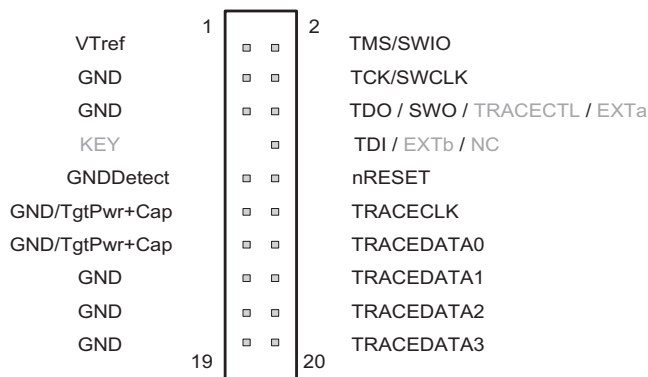 1 2
VTref TMS/SWIO
GND TCK/SWCLK
GND TDO / SWO / TRACECTL / EXTa
KEY TDI / EXTb / NC
GNDDetect nRESET
GND/TgtPwr+Cap TRACECLK
GND/TgtPwr+Cap TRACEDATA0
GND TRACEDATA1
GND TRACEDATA2
GND TRACEDATA3
19 20